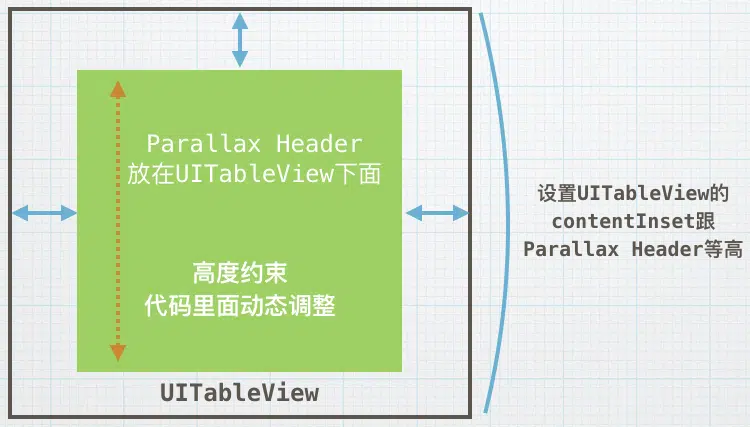 Parallax Header
放在UITableView下面
高度约束
代码里面动态调整
UITableView
设置UITableView的
contentInset跟
Parallax Header等高